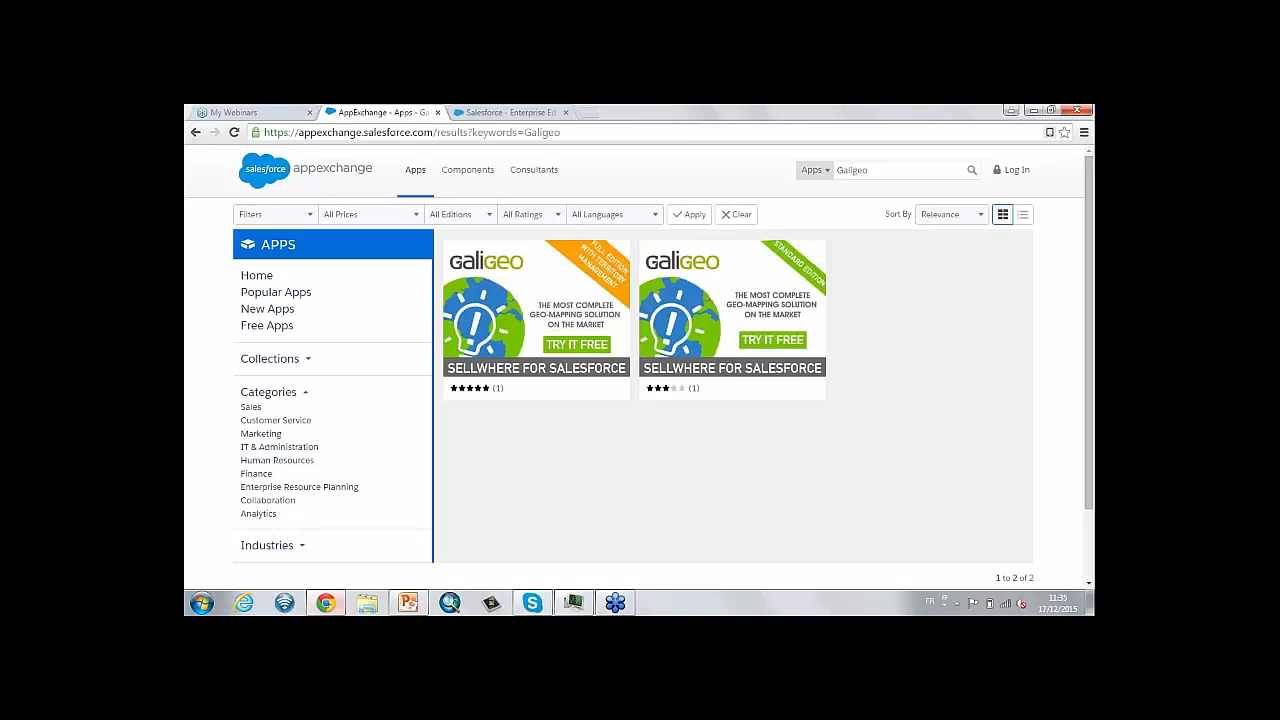 My Webinars
AppExchange - Apps - Ga
Salesforce - Enterprise Ed
https://appexchange.salesforce.com/results?keywords=Galigeo
salesforce appexchange
Apps
Components
Consultants
Apps
Galigeo
Log In
Filters
All Prices
All Editions
All Ratings
All Languages
Apply
Clear
Sort By
Relevance
APPS
Home
Popular Apps
New Apps
Free Apps
Collections
Categories
Sales
Customer Service
Marketing
IT & Administration
Human Resources
Finance
Enterprise Resource Planning
Collaboration
Analytics
Industries
GALIGEO
FULL EDITION
WITH TERRITORY
MANAGEMENT
THE MOST COMPLETE
GEO-MAPPING SOLUTION
ON THE MARKET
TRY IT FREE
SELLWHERE FOR SALESFORCE
(1)
GALIGEO
STANDARD EDITION
THE MOST COMPLETE
GEO-MAPPING SOLUTION
ON THE MARKET
TRY IT FREE
SELLWHERE FOR SALESFORCE
(1)
1 to 2 of 2
FR
11:35
17/12/2015